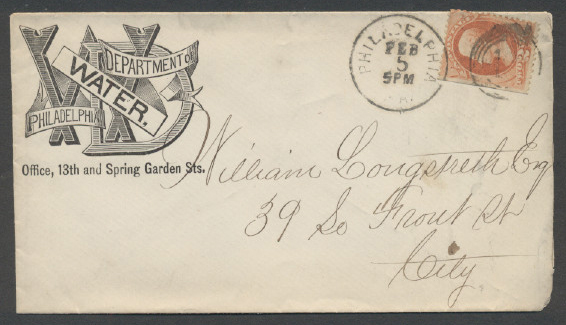 DEPARTMENT OF
WATER.
PHILADELPHIA
Office, 13th and Spring Garden Sts.
PHILADELPHIA
FEB
5
5PM
PA.
William Longstreth Esq
39 So Front St
City